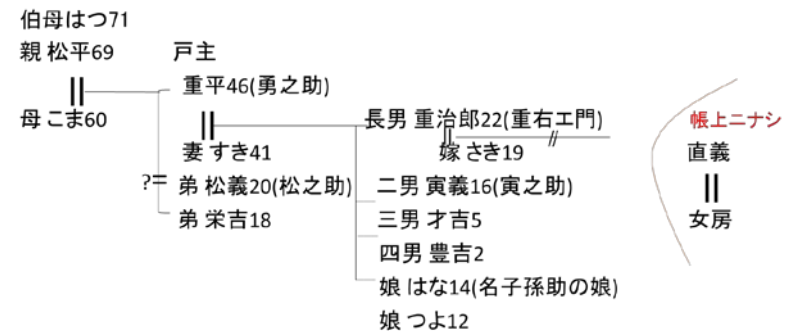 伯母はつ71
親 松平69
戸主
重平46(勇之助)
母 こま60
長男 重治郎22(重右エ門)
妻 すき41
嫁 さき19
?
弟 松義20(松之助)
二男 寅義16(寅之助)
弟 栄吉18
三男 才吉5
四男 豊吉2
娘 はな14(名子孫助の娘)
娘 つよ12
帳上ニナシ
直義
女房